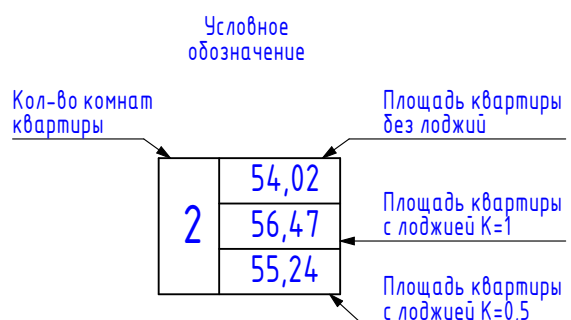 Условное
обозначение
Кол-во комнат
квартиры
Площадь квартиры
без лоджий
2
54,02
56,47
55,24
Площадь квартиры
с лоджией К=1
Площадь квартиры
с лоджией К=0,5